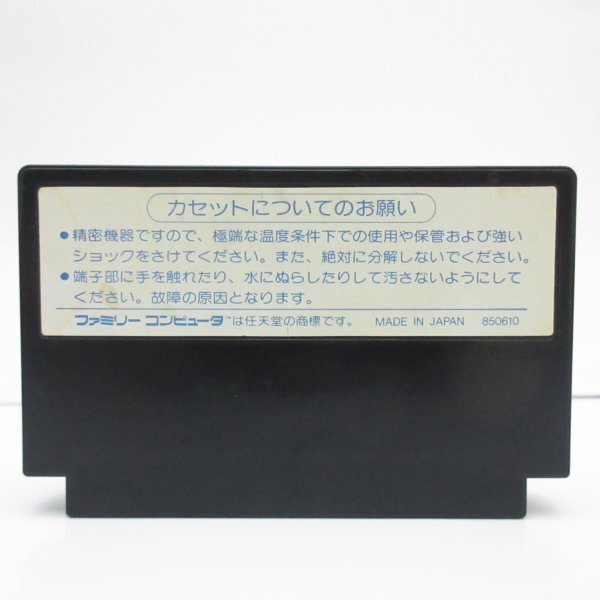 カセットについてのお願い
●精密機器ですので、極端な温度条件下での使用や保管および強い
ショックをさけてください。また、絶対に分解しないでください。
●端子部に手を触れたり、水にぬらしたりして汚さないようにして
ください。故障の原因となります。
ファミリー コンピュータ™は任天堂の商標です。 MADE IN JAPAN 850610